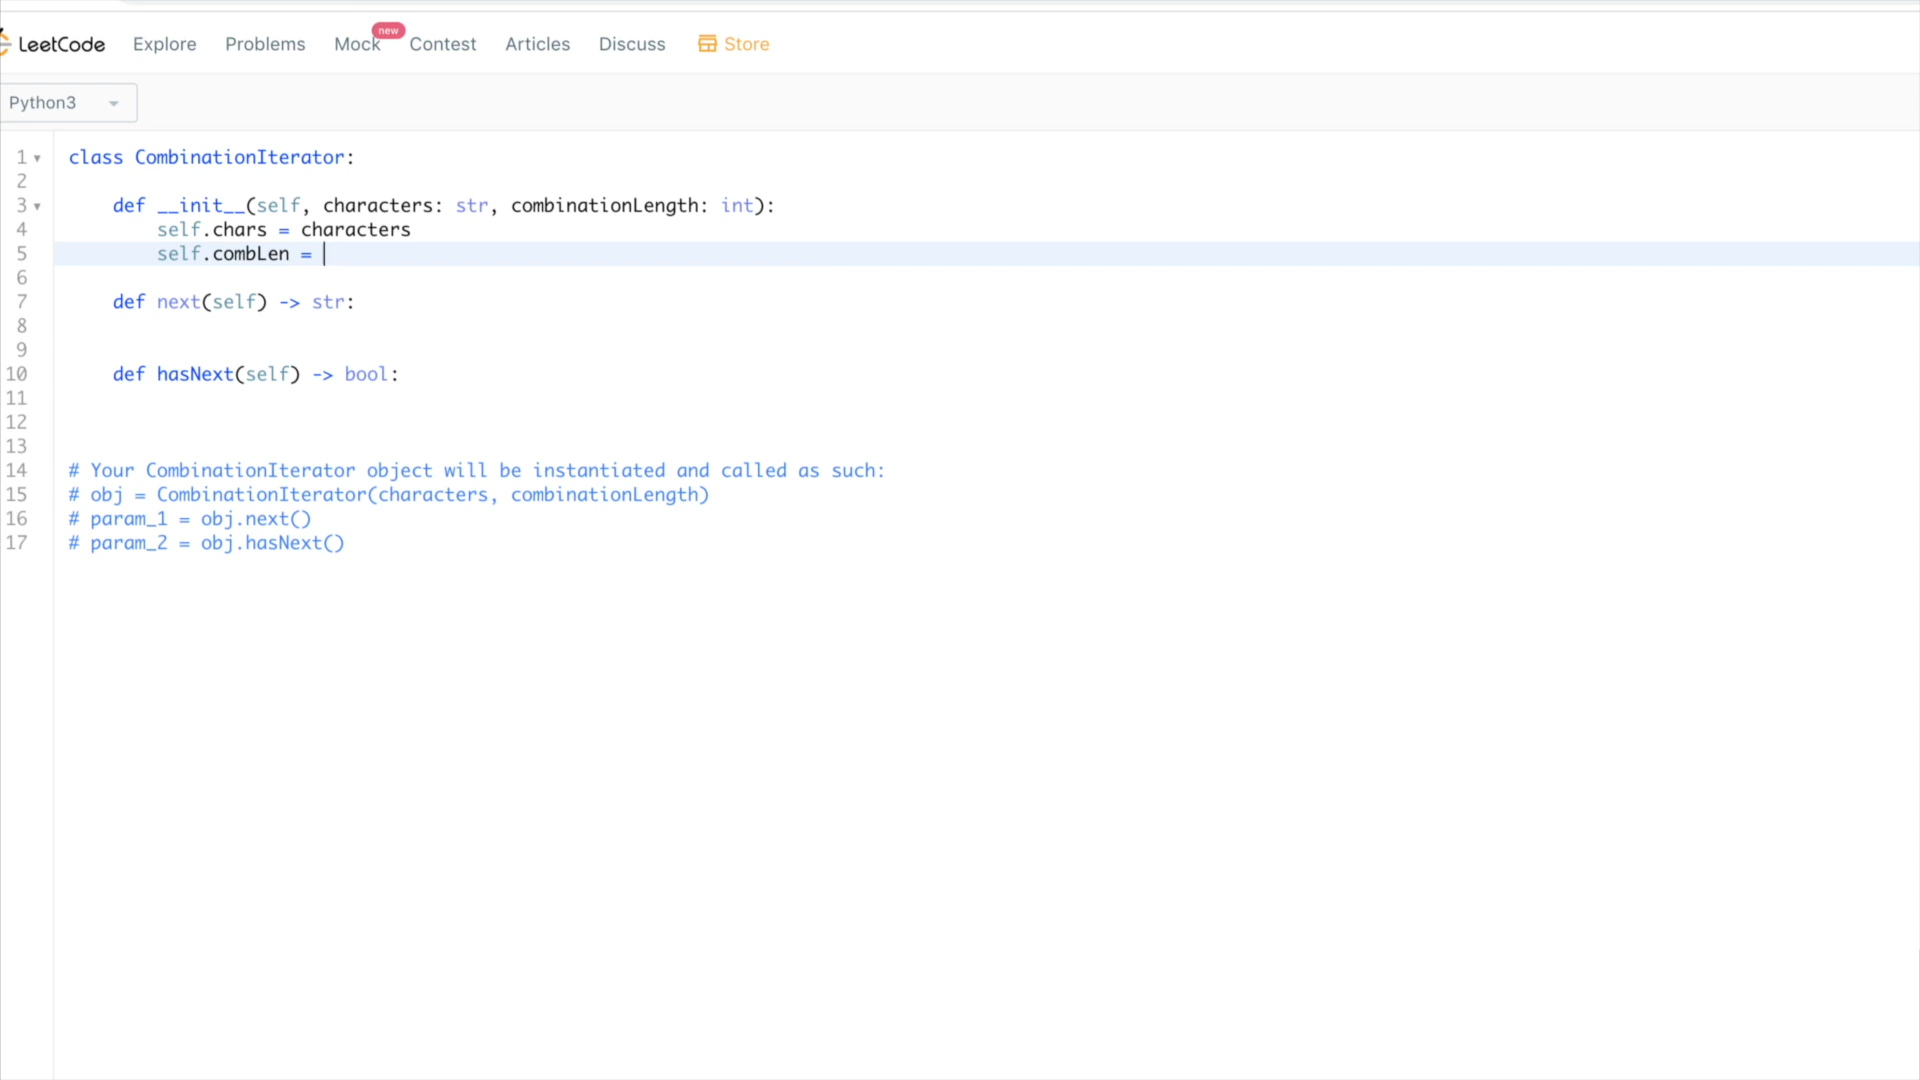 LeetCode Explore Problems Mock new Contest Articles Discuss Store
Python3
1 class CombinationIterator:
2
3 def __init__(self, characters: str, combinationLength: int):
4 self.chars = characters
5 self.combLen =
6
7 def next(self) -> str:
8
9
10 def hasNext(self) -> bool:
11
12
13
14 # Your CombinationIterator object will be instantiated and called as such:
15 # obj = CombinationIterator(characters, combinationLength)
16 # param_1 = obj.next()
17 # param_2 = obj.hasNext()